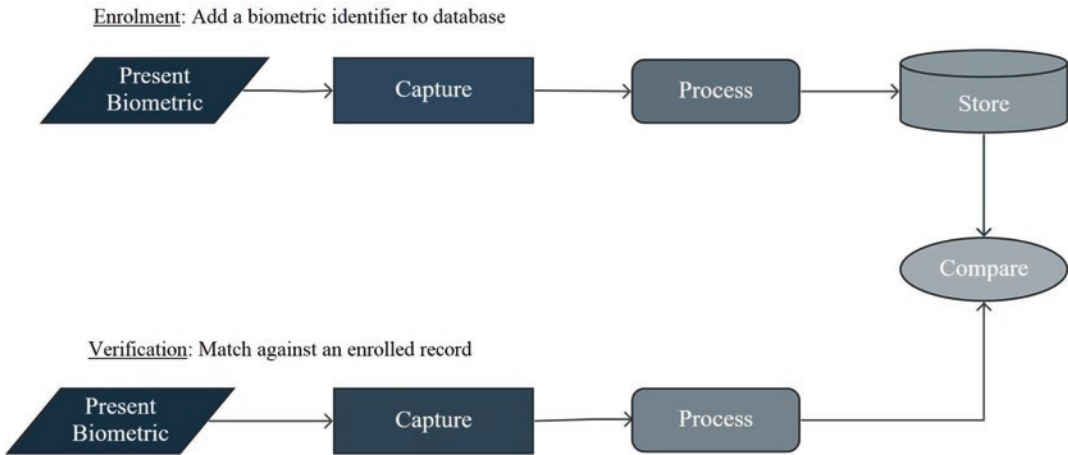 Enrolment: Add a biometric identifier to database
Present
Biometric
Capture
Process
Store
Compare
Verification: Match against an enrolled record
Present
Biometric
Capture
Process